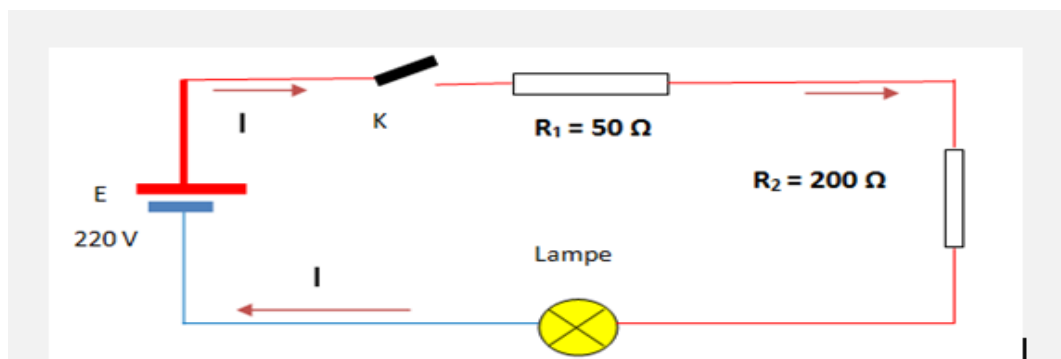 I
K
R₁ = 50 Ω
R₂ = 200 Ω
E
220 V
Lampe
I